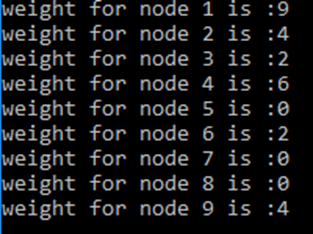 weight for node 1 is :9
weight for node 2 is :4
weight for node 3 is :2
weight for node 4 is :6
weight for node 5 is :0
weight for node 6 is :2
weight for node 7 is :0
weight for node 8 is :0
weight for node 9 is :4